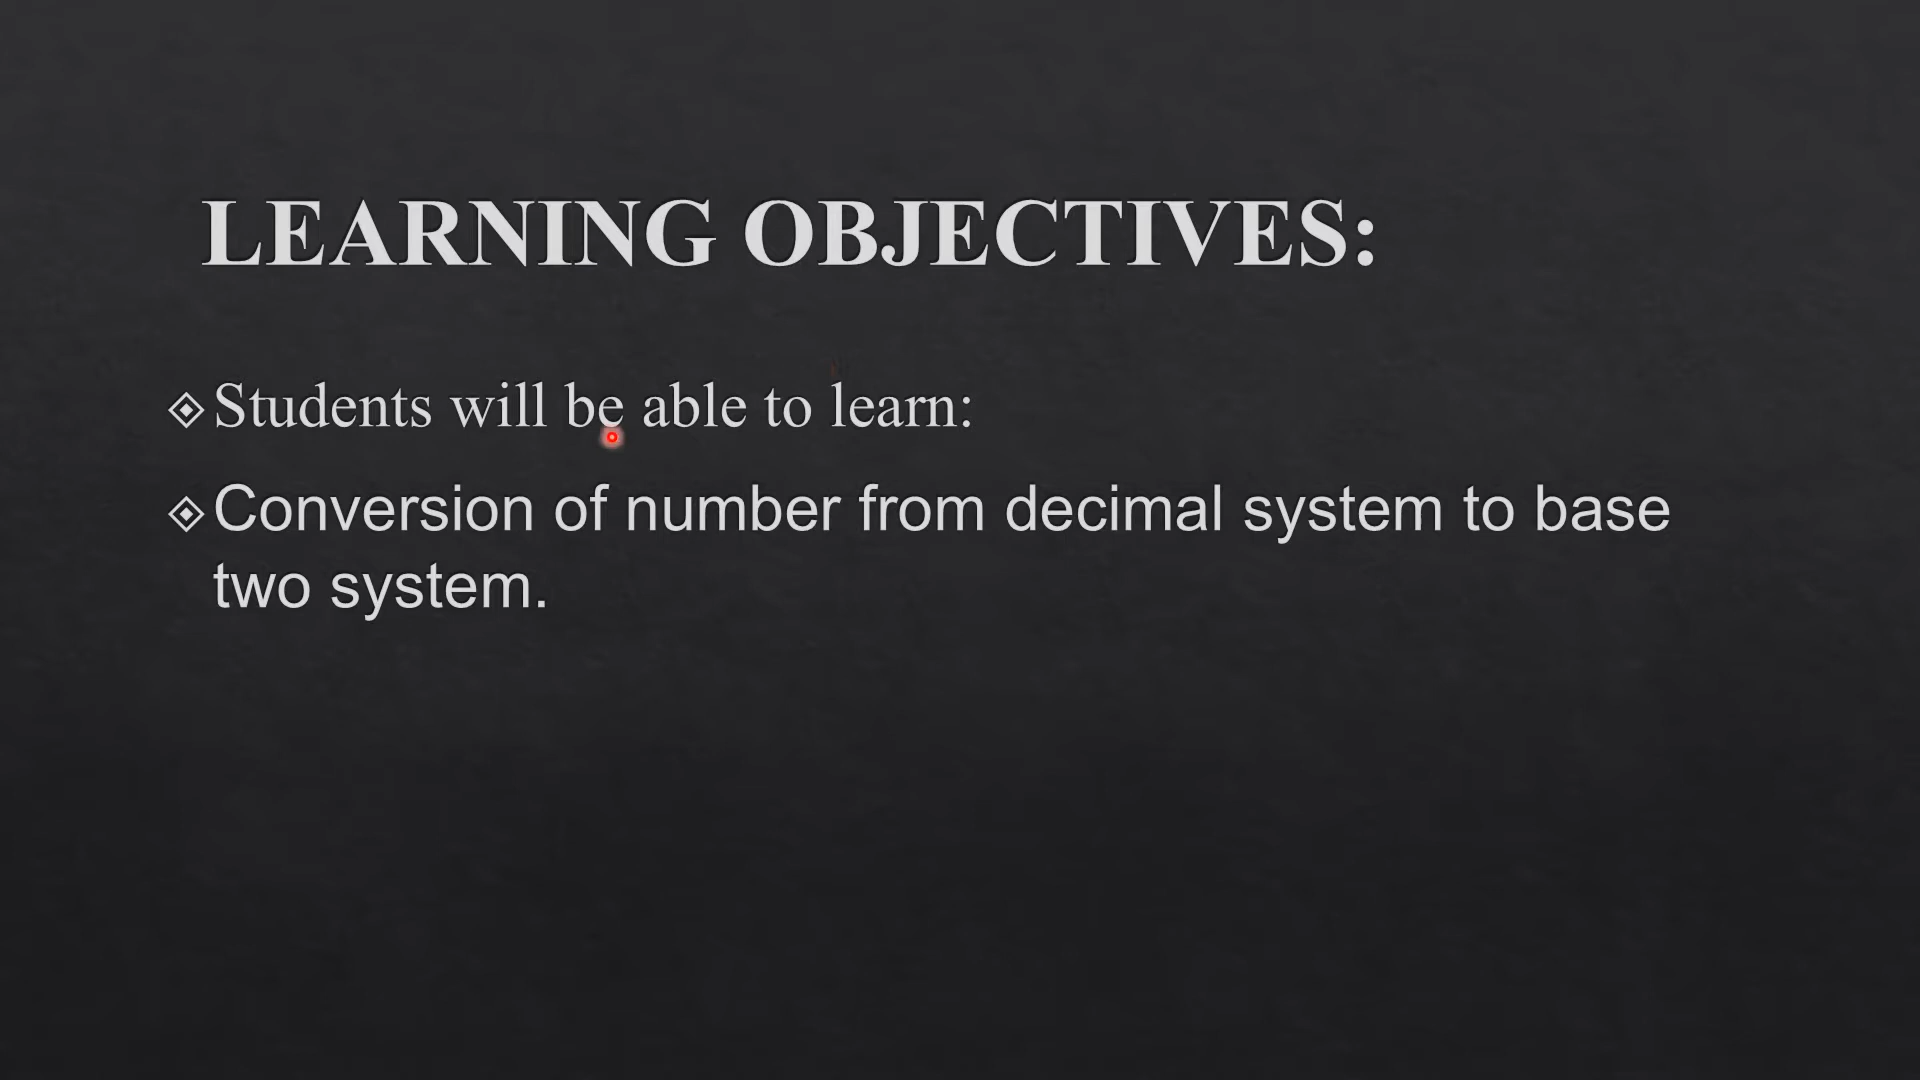 LEARNING OBJECTIVES:
Students will be able to learn:
Conversion of number from decimal system to base
two system.